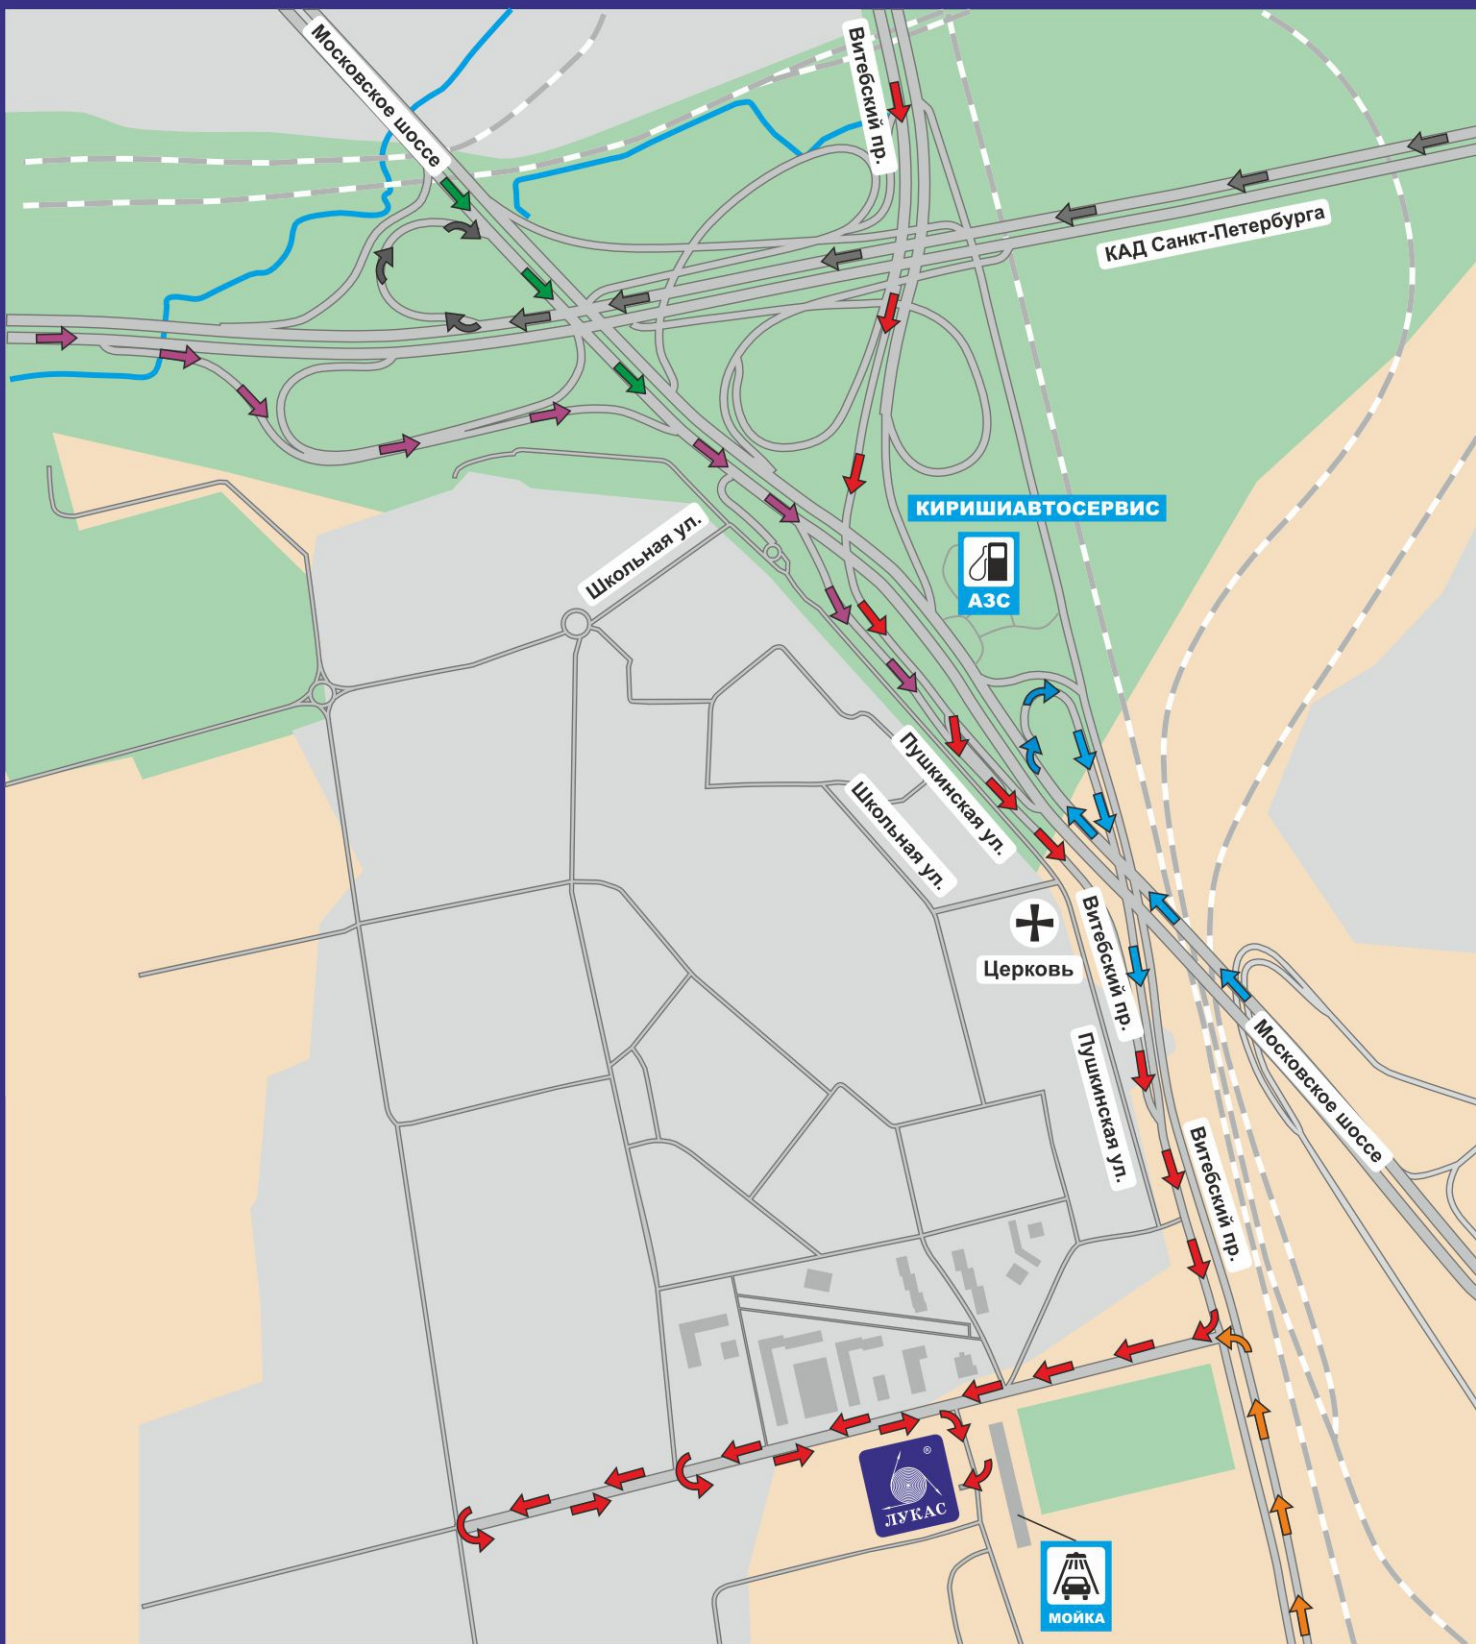 Московское шоссе
Витебский пр.
КАД Санкт-Петербурга
КИРИШИАВТОСЕРВИС
АЗС
Школьная ул.
Пушкинская ул.
Школьная ул.
Витебский пр.
Церковь
Московское шоссе
Пушкинская ул.
Витебский пр.
®
ЛУКАС
МОЙКА